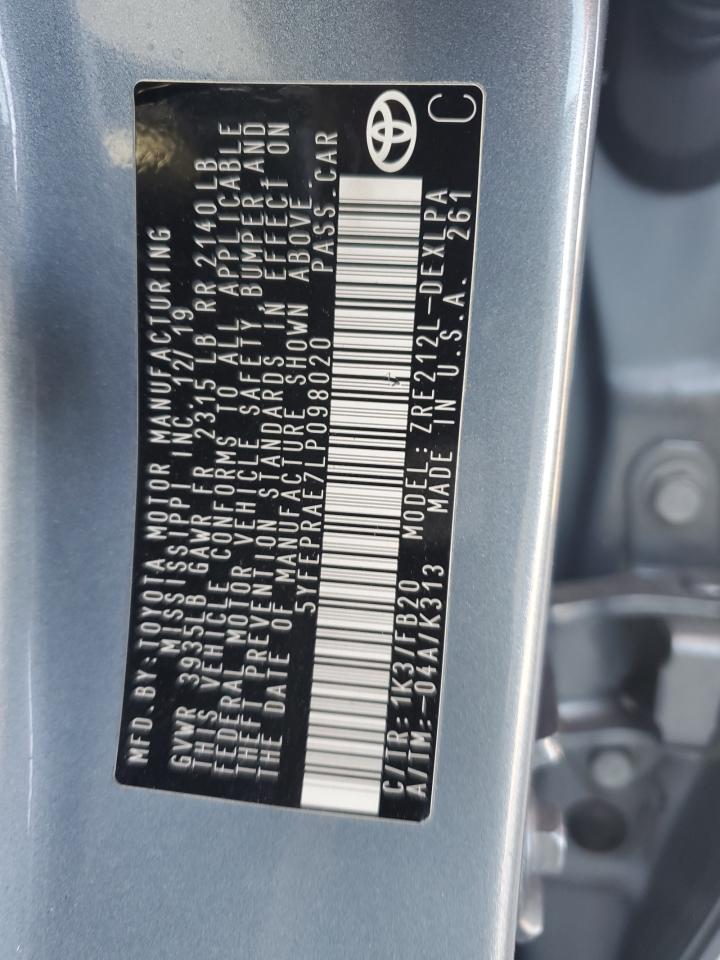 MFD.BY:TOYOTA MOTOR MANUFACTURING
MISSISSIPPI INC.12/ 19
GVWR 3935LB GAWR FR 2315 LB RR 2140LB
THIS VEHICLE CONFORMS TO ALL APPLICABLE
FEDERAL MOTOR VEHICLE SAFETY,BUMPER,AND
THEFT PREVENTION STANDARDS IN EFFECT ON
THE DATE OF MANUFACTURE SHOWN ABOVE.
5YFEPRAE7LP098020 PASS.CAR
C/TR:1K3/FB20 MODEL:ZRE212L-DEXLPA
A/TM:-04A/K313 MADE IN U.S.A. 261
C